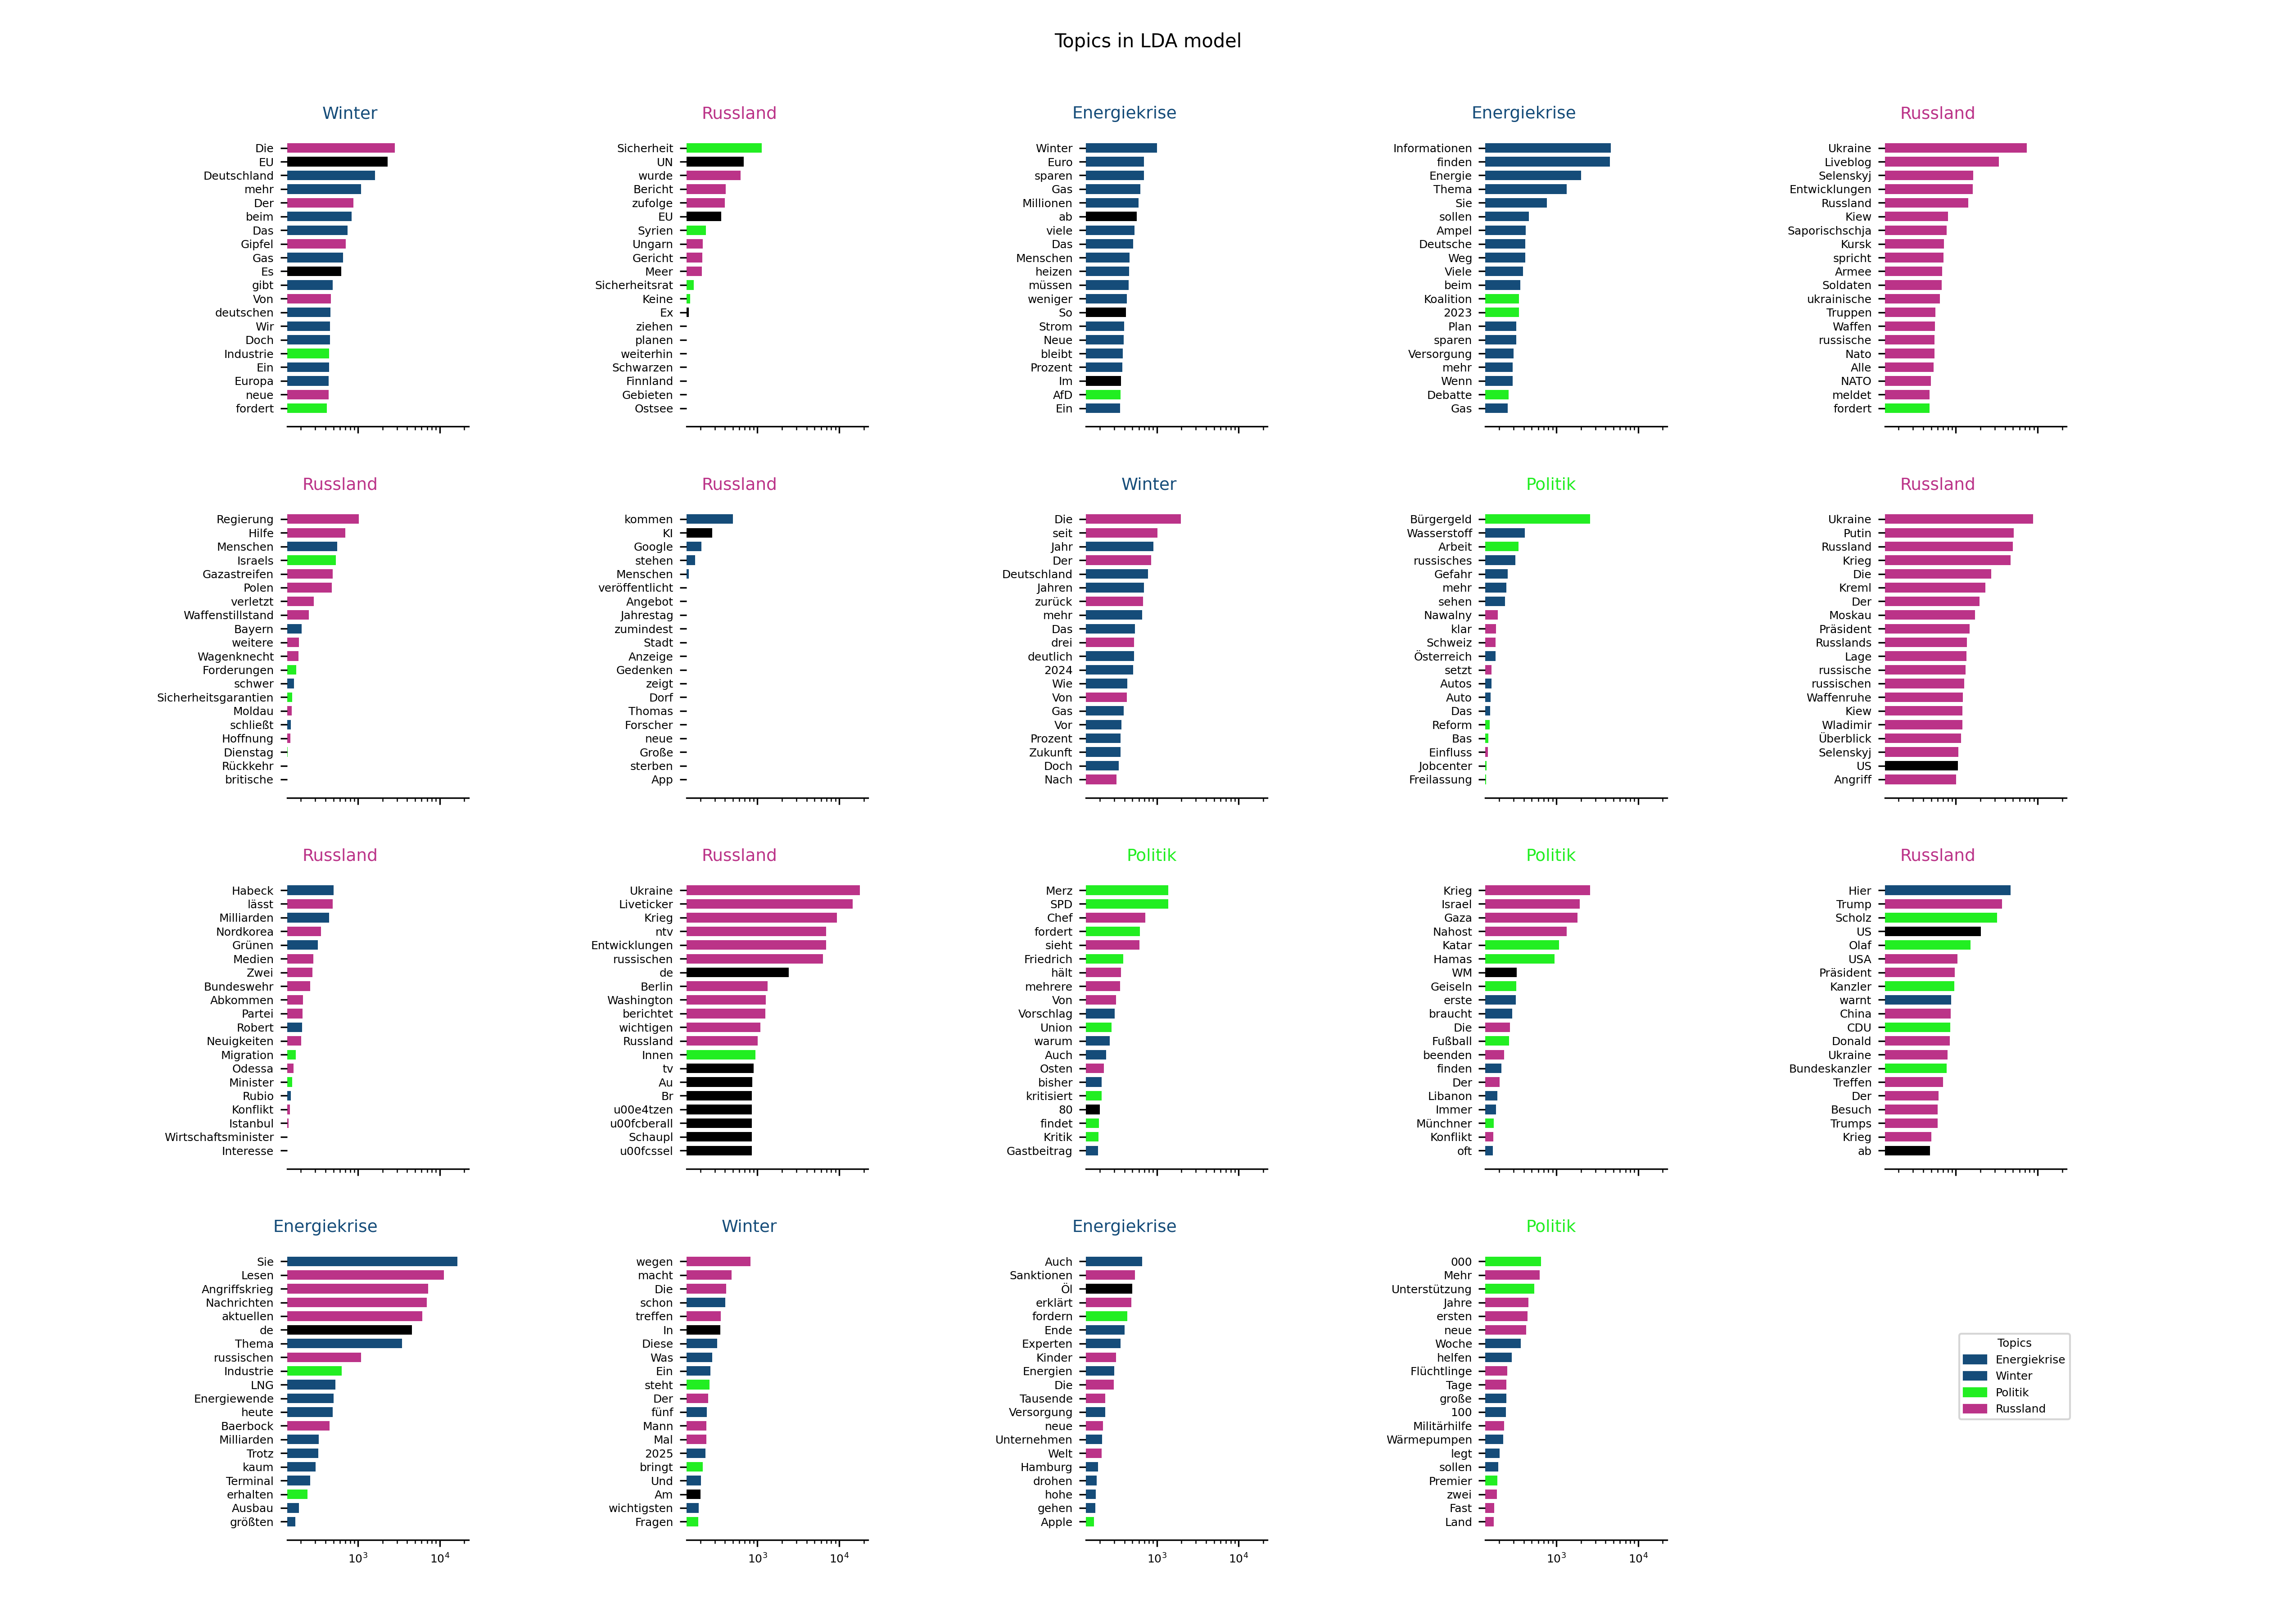 Topics in LDA model
Winter
Die
EU
Deutschland
mehr
Der
beim
Das
Gipfel
Gas
Es
gibt
Von
deutschen
Wir
Doch
Industrie
Ein
Europa
neue
fordert
Russland
Sicherheit
UN
wurde
Bericht
zufolge
EU
Syrien
Ungarn
Gericht
Meer
Sicherheitsrat
Keine
Ex
ziehen
planen
weiterhin
Schwarzen
Finnland
Gebieten
Ostsee
Energiekrise
Winter
Euro
sparen
Gas
Millionen
ab
viele
Das
Menschen
heizen
müssen
weniger
So
Strom
Neue
bleibt
Prozent
Im
AfD
Ein
Energiekrise
Informationen
finden
Energie
Thema
Sie
sollen
Ampel
Deutsche
Weg
Viele
beim
Koalition
2023
Plan
sparen
Versorgung
mehr
Wenn
Debatte
Gas
Russland
Ukraine
Liveblog
Selenskyj
Entwicklungen
Russland
Kiew
Saporischschja
Kursk
spricht
Armee
Soldaten
ukrainische
Truppen
Waffen
russische
Nato
Alle
NATO
meldet
fordert
Russland
Regierung
Hilfe
Menschen
Israels
Gazastreifen
Polen
verletzt
Waffenstillstand
Bayern
weitere
Wagenknecht
Forderungen
schwer
Sicherheitsgarantien
Moldau
schließt
Hoffnung
Dienstag
Rückkehr
britische
Russland
kommen
KI
Google
stehen
Menschen
veröffentlicht
Angebot
Jahrestag
zumindest
Stadt
Anzeige
Gedenken
zeigt
Dorf
Thomas
Forscher
neue
Große
sterben
App
Winter
Die
seit
Jahr
Der
Deutschland
Jahren
zurück
mehr
Das
drei
deutlich
2024
Wie
Von
Gas
Vor
Prozent
Zukunft
Doch
Nach
Politik
Bürgergeld
Wasserstoff
Arbeit
russisches
Gefahr
mehr
sehen
Nawalny
klar
Schweiz
Österreich
setzt
Autos
Auto
Das
Reform
Bas
Einfluss
Jobcenter
Freilassung
Russland
Ukraine
Putin
Russland
Krieg
Die
Kreml
Der
Moskau
Präsident
Russlands
Lage
russische
russischen
Waffenruhe
Kiew
Wladimir
Überblick
Selenskyj
US
Angriff
Russland
Habeck
lässt
Milliarden
Nordkorea
Grünen
Medien
Zwei
Bundeswehr
Abkommen
Partei
Robert
Neuigkeiten
Migration
Odessa
Minister
Rubio
Konflikt
Istanbul
Wirtschaftsminister
Interesse
Russland
Ukraine
Liveticker
Krieg
ntv
Entwicklungen
russischen
de
Berlin
Washington
berichtet
wichtigen
Russland
Innen
tv
Au
Br
u00e4tzen
u00fcberall
Schaupl
u00fcssel
Politik
Merz
SPD
Chef
fordert
sieht
Friedrich
hält
mehrere
Von
Vorschlag
Union
warum
Auch
Osten
bisher
kritisiert
80
findet
Kritik
Gastbeitrag
Politik
Krieg
Israel
Gaza
Nahost
Katar
Hamas
WM
Geiseln
erste
braucht
Die
Fußball
beenden
finden
Der
Libanon
Immer
Münchner
Konflikt
oft
Russland
Hier
Trump
Scholz
US
Olaf
USA
Präsident
Kanzler
warnt
China
CDU
Donald
Ukraine
Bundeskanzler
Treffen
Der
Besuch
Trumps
Krieg
ab
Energiekrise
Sie
Lesen
Angriffskrieg
Nachrichten
aktuellen
de
Thema
russischen
Industrie
LNG
Energiewende
heute
Baerbock
Milliarden
Trotz
kaum
Terminal
erhalten
Ausbau
größten
10³ 10⁴
Winter
wegen
macht
Die
schon
treffen
In
Diese
Was
Ein
steht
Der
fünf
Mann
Mal
2025
bringt
Und
Am
wichtigsten
Fragen
10³ 10⁴
Energiekrise
Auch
Sanktionen
Öl
erklärt
fordern
Ende
Experten
Kinder
Energien
Die
Tausende
Versorgung
neue
Unternehmen
Welt
Hamburg
drohen
hohe
gehen
Apple
10³ 10⁴
Politik
000
Mehr
Unterstützung
Jahre
ersten
neue
Woche
helfen
Flüchtlinge
Tage
große
100
Militärhilfe
Wärmepumpen
legt
sollen
Premier
zwei
Fast
Land
10³ 10⁴
Topics
Energiekrise
Winter
Politik
Russland